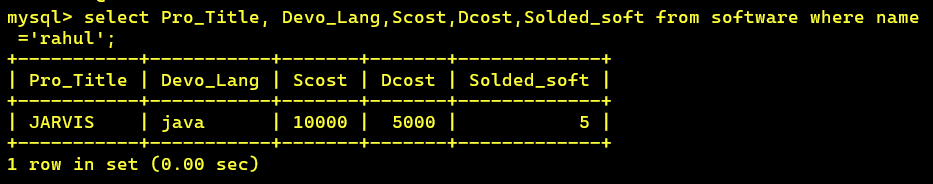 mysql> select Pro_Title, Devo_Lang,Scost,Dcost,Solded_soft from software where name
 ='rahul';
+-----------+-----------+-------+-------+-------------+
| Pro_Title | Devo_Lang | Scost | Dcost | Solded_soft |
+-----------+-----------+-------+-------+-------------+
| JARVIS    | java      | 10000 |  5000 |           5 |
+-----------+-----------+-------+-------+-------------+
1 row in set (0.00 sec)